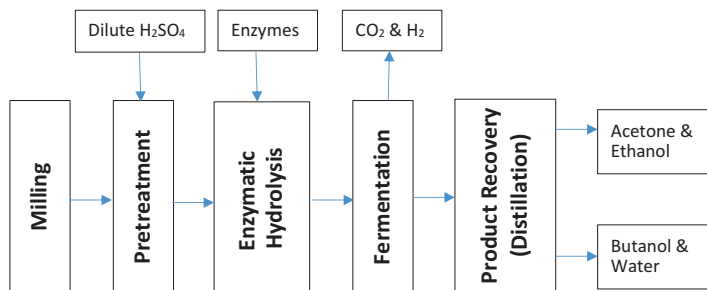 Dilute H₂SO₄
Enzymes
CO₂ & H₂
Milling
Pretreatment
Enzymatic
Hydrolysis
Fermentation
Product Recovery
(Distillation)
Acetone &
Ethanol
Butanol &
Water